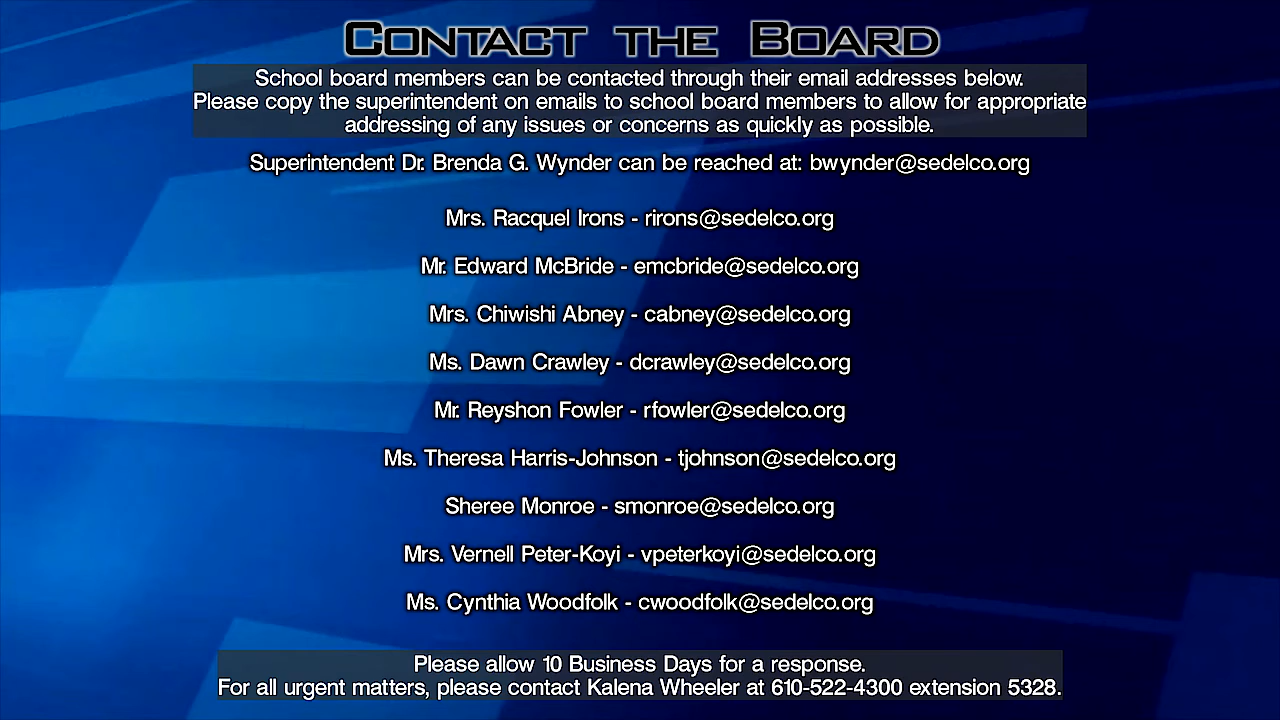 Contact the Board
School board members can be contacted through their email addresses below.
Please copy the superintendent on emails to school board members to allow for appropriate
addressing of any issues or concerns as quickly as possible.
Superintendent Dr. Brenda G. Wynder can be reached at: bwynder@sedelco.org
Mrs. Racquel Irons - rirons@sedelco.org
Mr. Edward McBride - emcbride@sedelco.org
Mrs. Chiwishi Abney - cabney@sedelco.org
Ms. Dawn Crawley - dcrawley@sedelco.org
Mr. Reyshon Fowler - rfowler@sedelco.org
Ms. Theresa Harris-Johnson - tjohnson@sedelco.org
Sheree Monroe - smonroe@sedelco.org
Mrs. Vernell Peter-Koyi - vpeterkoyi@sedelco.org
Ms. Cynthia Woodfolk - cwoodfolk@sedelco.org
Please allow 10 Business Days for a response.
For all urgent matters, please contact Kalena Wheeler at 610-522-4300 extension 5328.